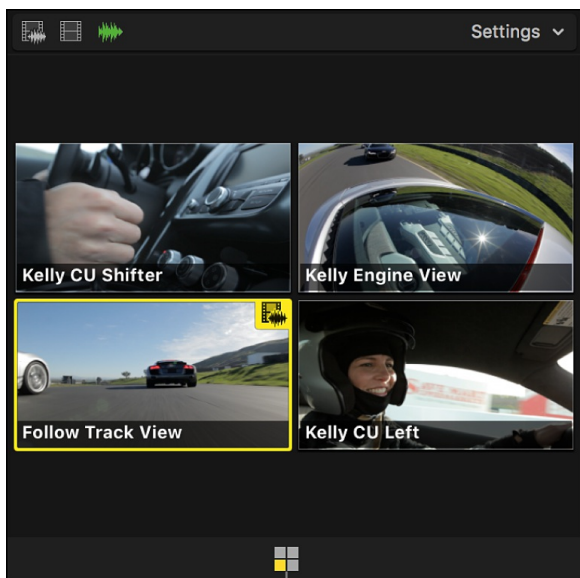 Settings
Kelly CU Shifter
Kelly Engine View
Follow Track View
Kelly CU Left